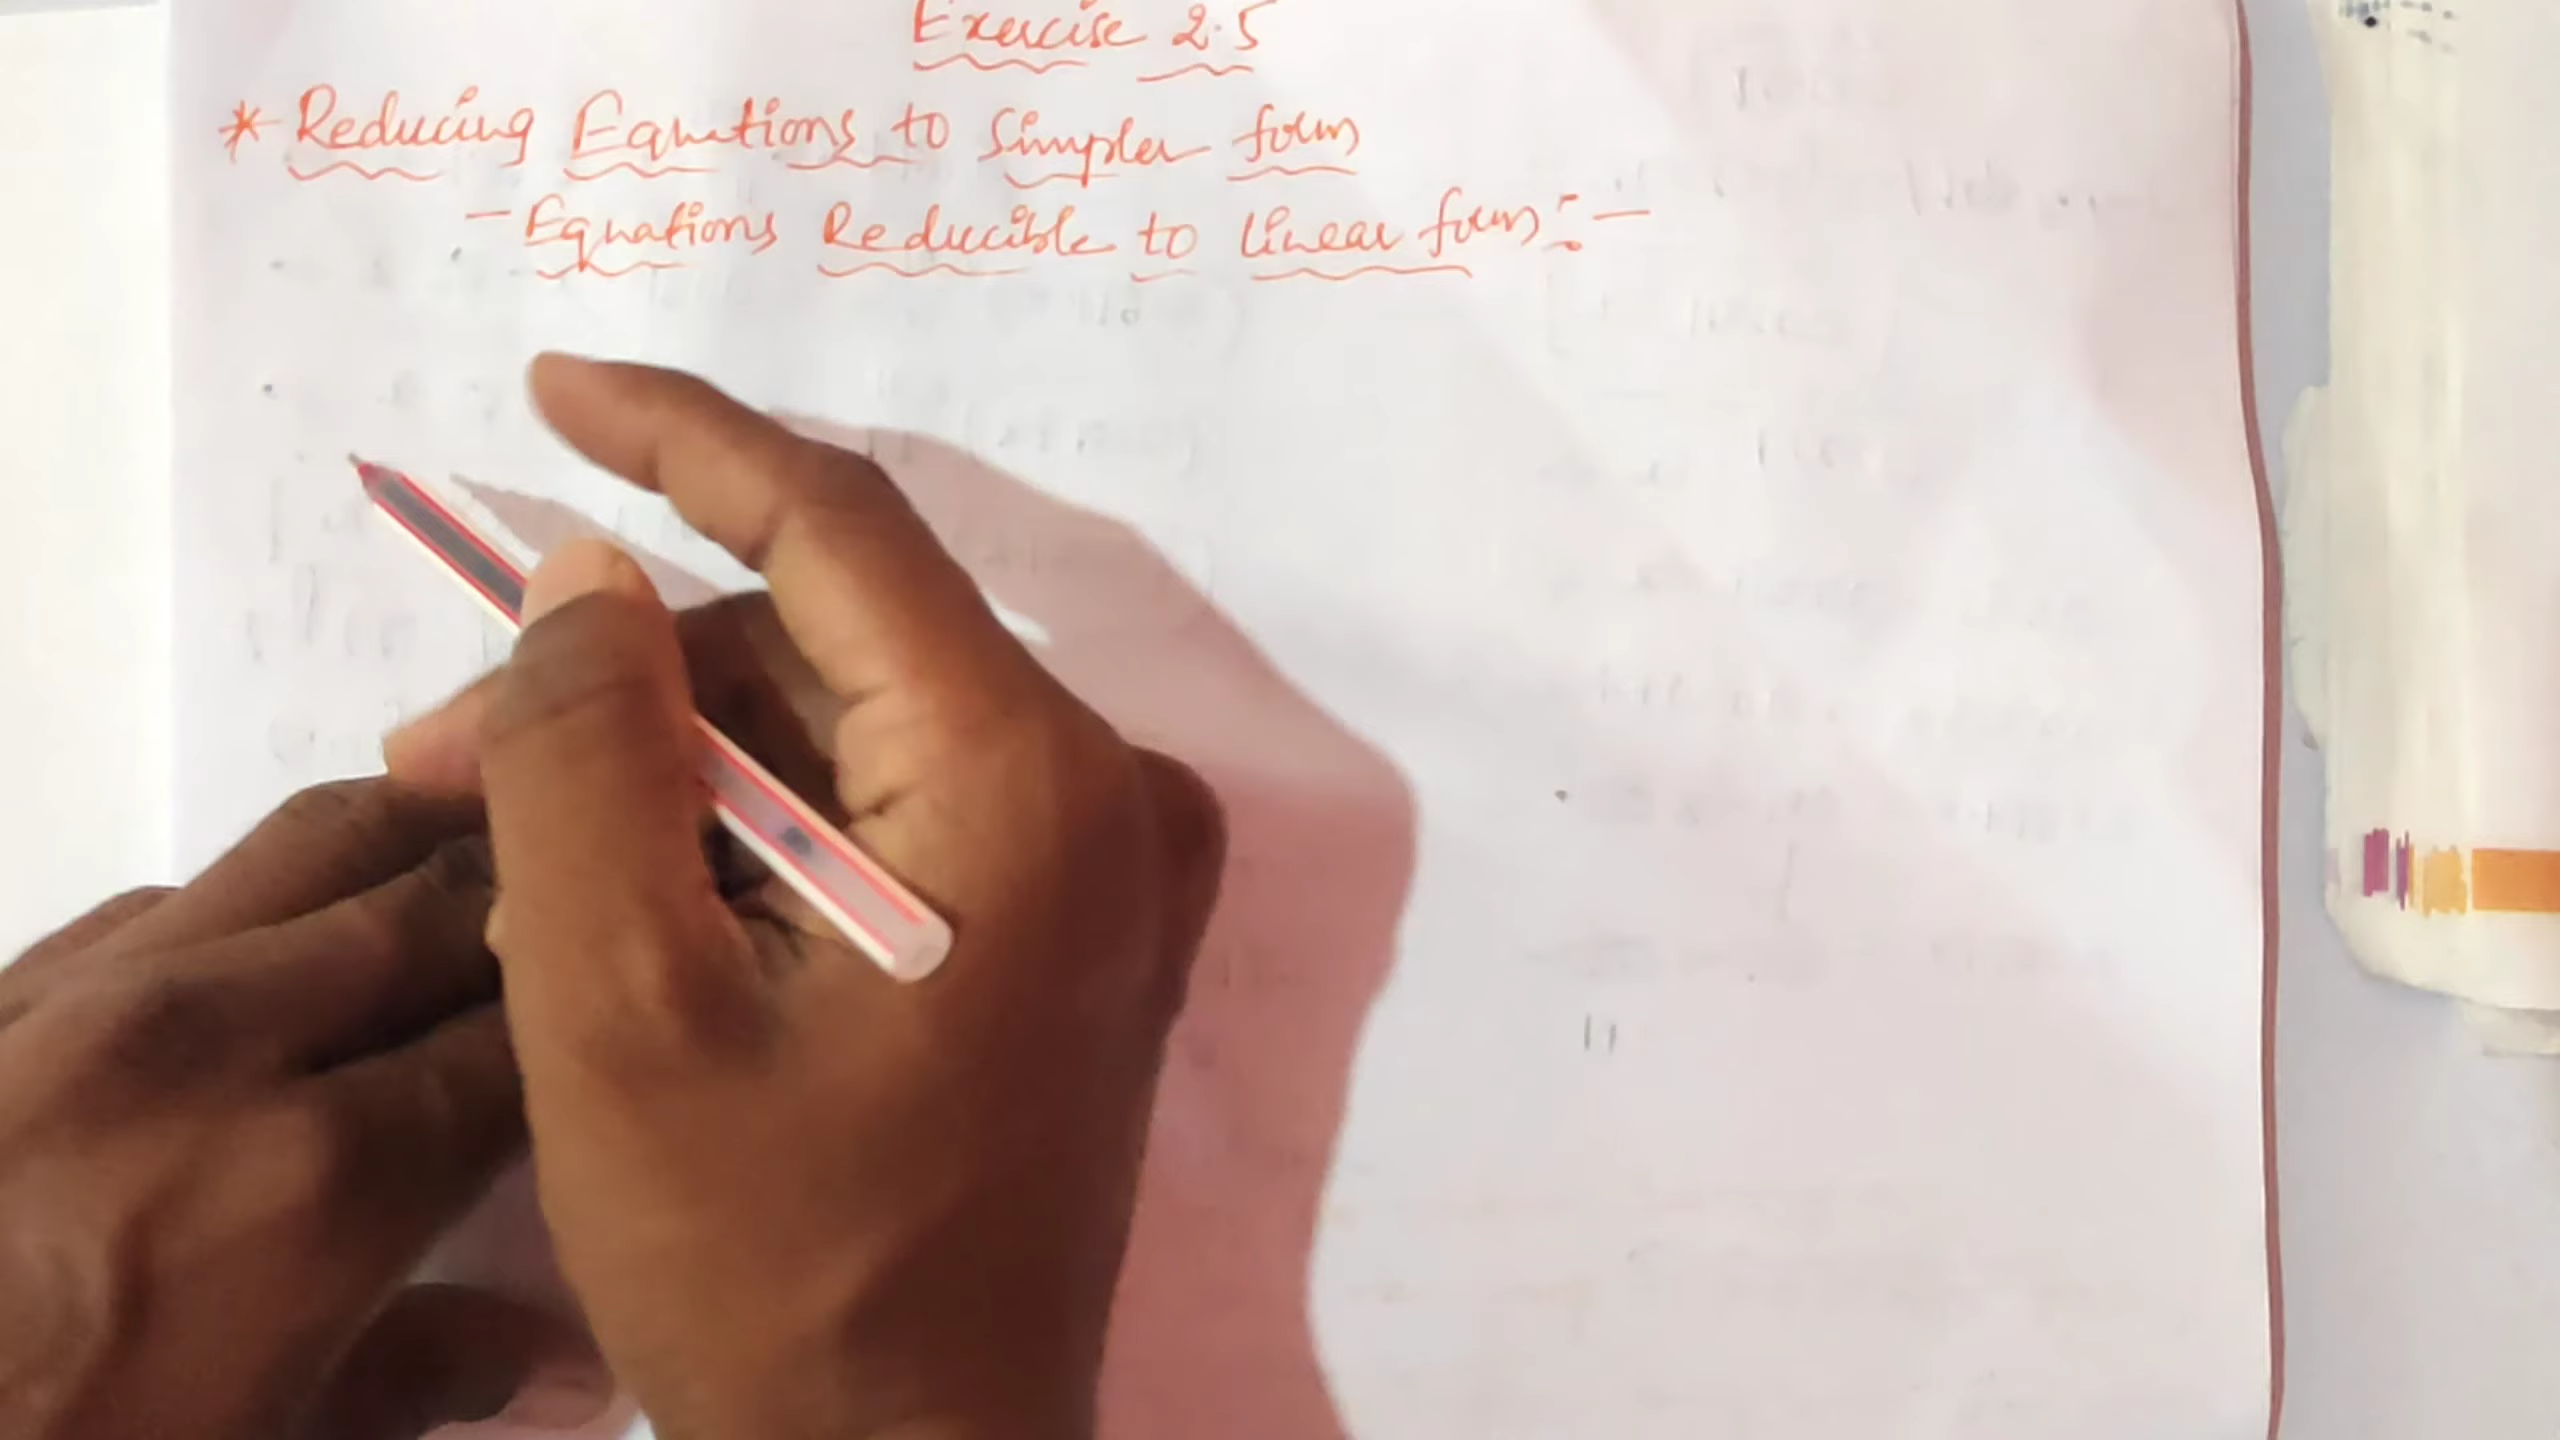 Exercise 2.5
* Reducing Equations to Simpler form
- Equations Reducible to linear form :-